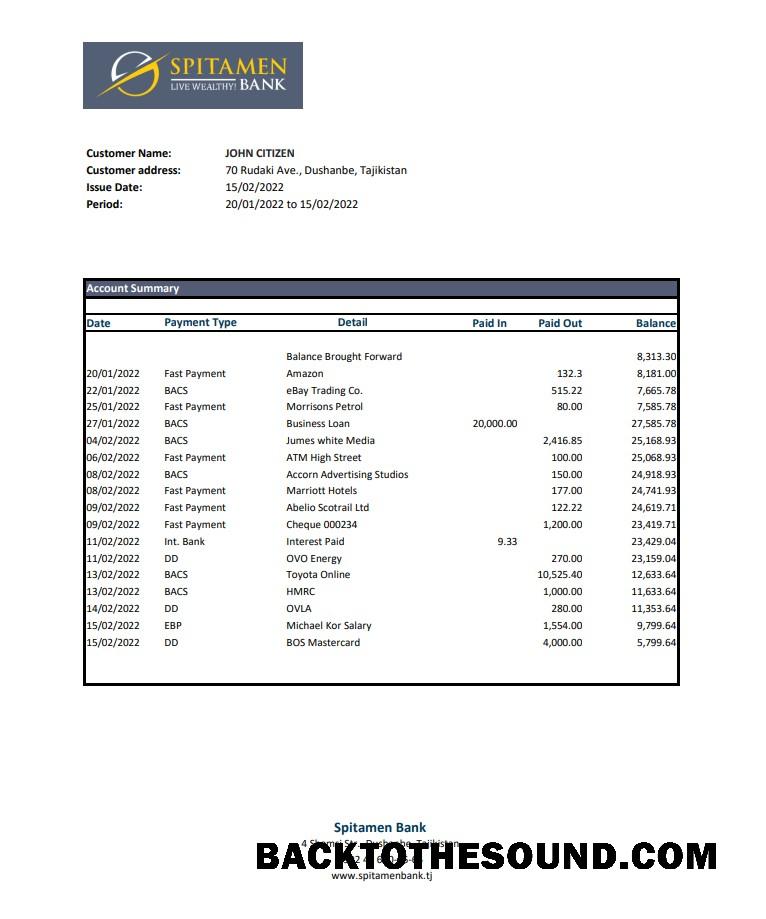 SPITAMEN
LIVE WEALTHY! BANK
Customer Name: JOHN CITIZEN
Customer address: 70 Rudaki Ave., Dushanbe, Tajikistan
Issue Date: 15/02/2022
Period: 20/01/2022 to 15/02/2022
Account Summary
Date Payment Type Detail Paid In Paid Out Balance
Balance Brought Forward 8,313.30
20/01/2022 Fast Payment Amazon 132.3 8,181.00
22/01/2022 BACS eBay Trading Co. 515.22 7,665.78
25/01/2022 Fast Payment Morrisons Petrol 80.00 7,585.78
27/01/2022 BACS Business Loan 20,000.00 27,585.78
04/02/2022 BACS Jumes white Media 2,416.85 25,168.93
06/02/2022 Fast Payment ATM High Street 100.00 25,068.93
08/02/2022 BACS Accorn Advertising Studios 150.00 24,918.93
08/02/2022 Fast Payment Marriott Hotels 177.00 24,741.93
09/02/2022 Fast Payment Abelio Scotrail Ltd 122.22 24,619.71
09/02/2022 Fast Payment Cheque 000234 1,200.00 23,419.71
11/02/2022 Int. Bank Interest Paid 9.33 23,429.04
11/02/2022 DD OVO Energy 270.00 23,159.04
13/02/2022 BACS Toyota Online 10,525.40 12,633.64
13/02/2022 BACS HMRC 1,000.00 11,633.64
14/02/2022 DD OVLA 280.00 11,353.64
15/02/2022 EBP Michael Kor Salary 1,554.00 9,799.64
15/02/2022 DD BOS Mastercard 4,000.00 5,799.64
Spitamen Bank
4 Str., Dushanbe, Tajikistan
BACKTOTHESOUND.COM
www.spitamenbank.tj